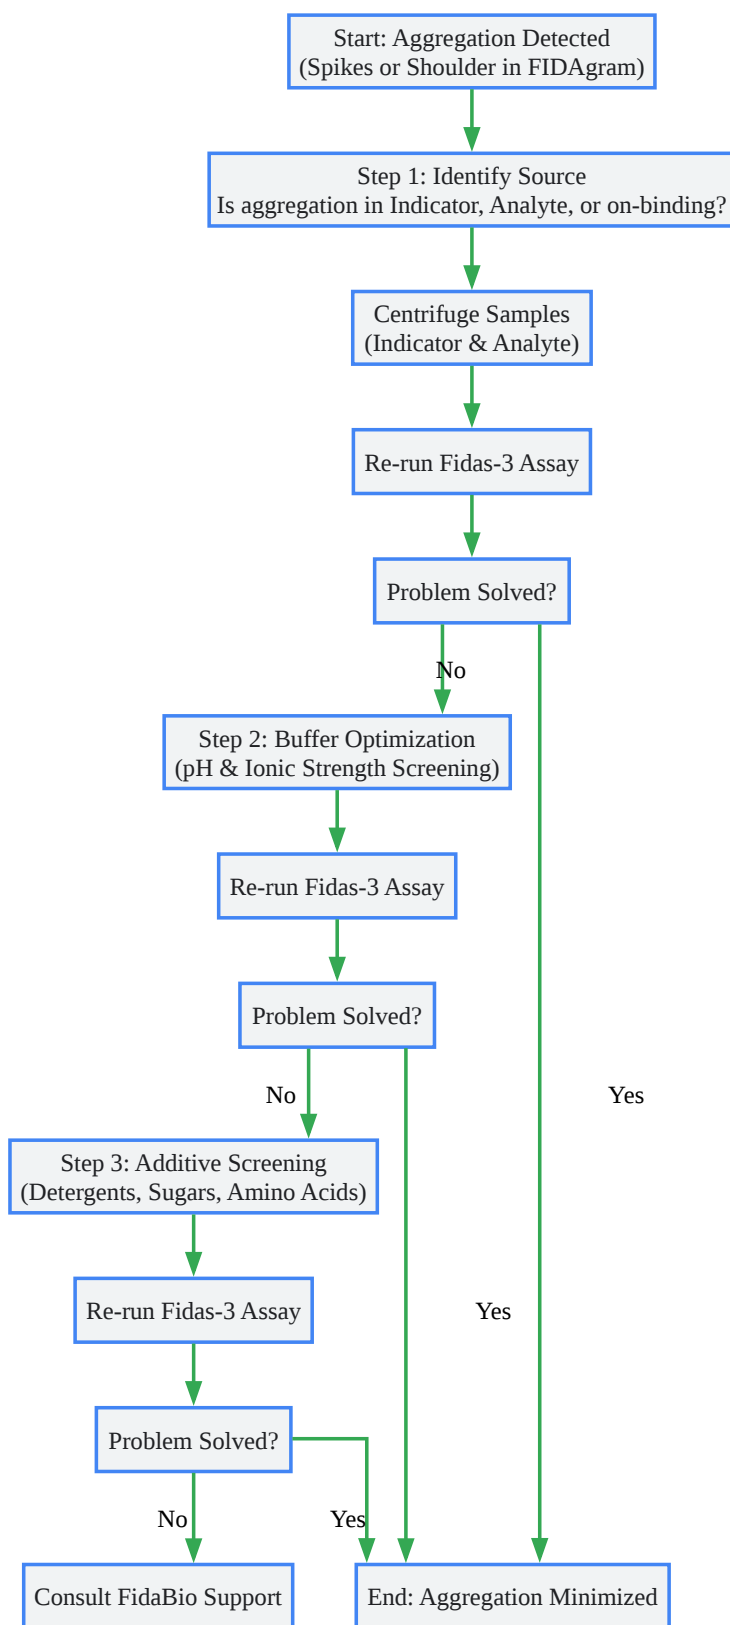 Start: Aggregation Detected
(Spikes or Shoulder in FIDAgram)
Step 1: Identify Source
Is aggregation in Indicator, Analyte, or on-binding?
Centrifuge Samples
(Indicator & Analyte)
Re-run Fidas-3 Assay
Problem Solved?
No
Step 2: Buffer Optimization
(pH & Ionic Strength Screening)
Re-run Fidas-3 Assay
Problem Solved?
No
Yes
Step 3: Additive Screening
(Detergents, Sugars, Amino Acids)
Re-run Fidas-3 Assay
Yes
Problem Solved?
No
Yes
Consult FidaBio Support
End: Aggregation Minimized